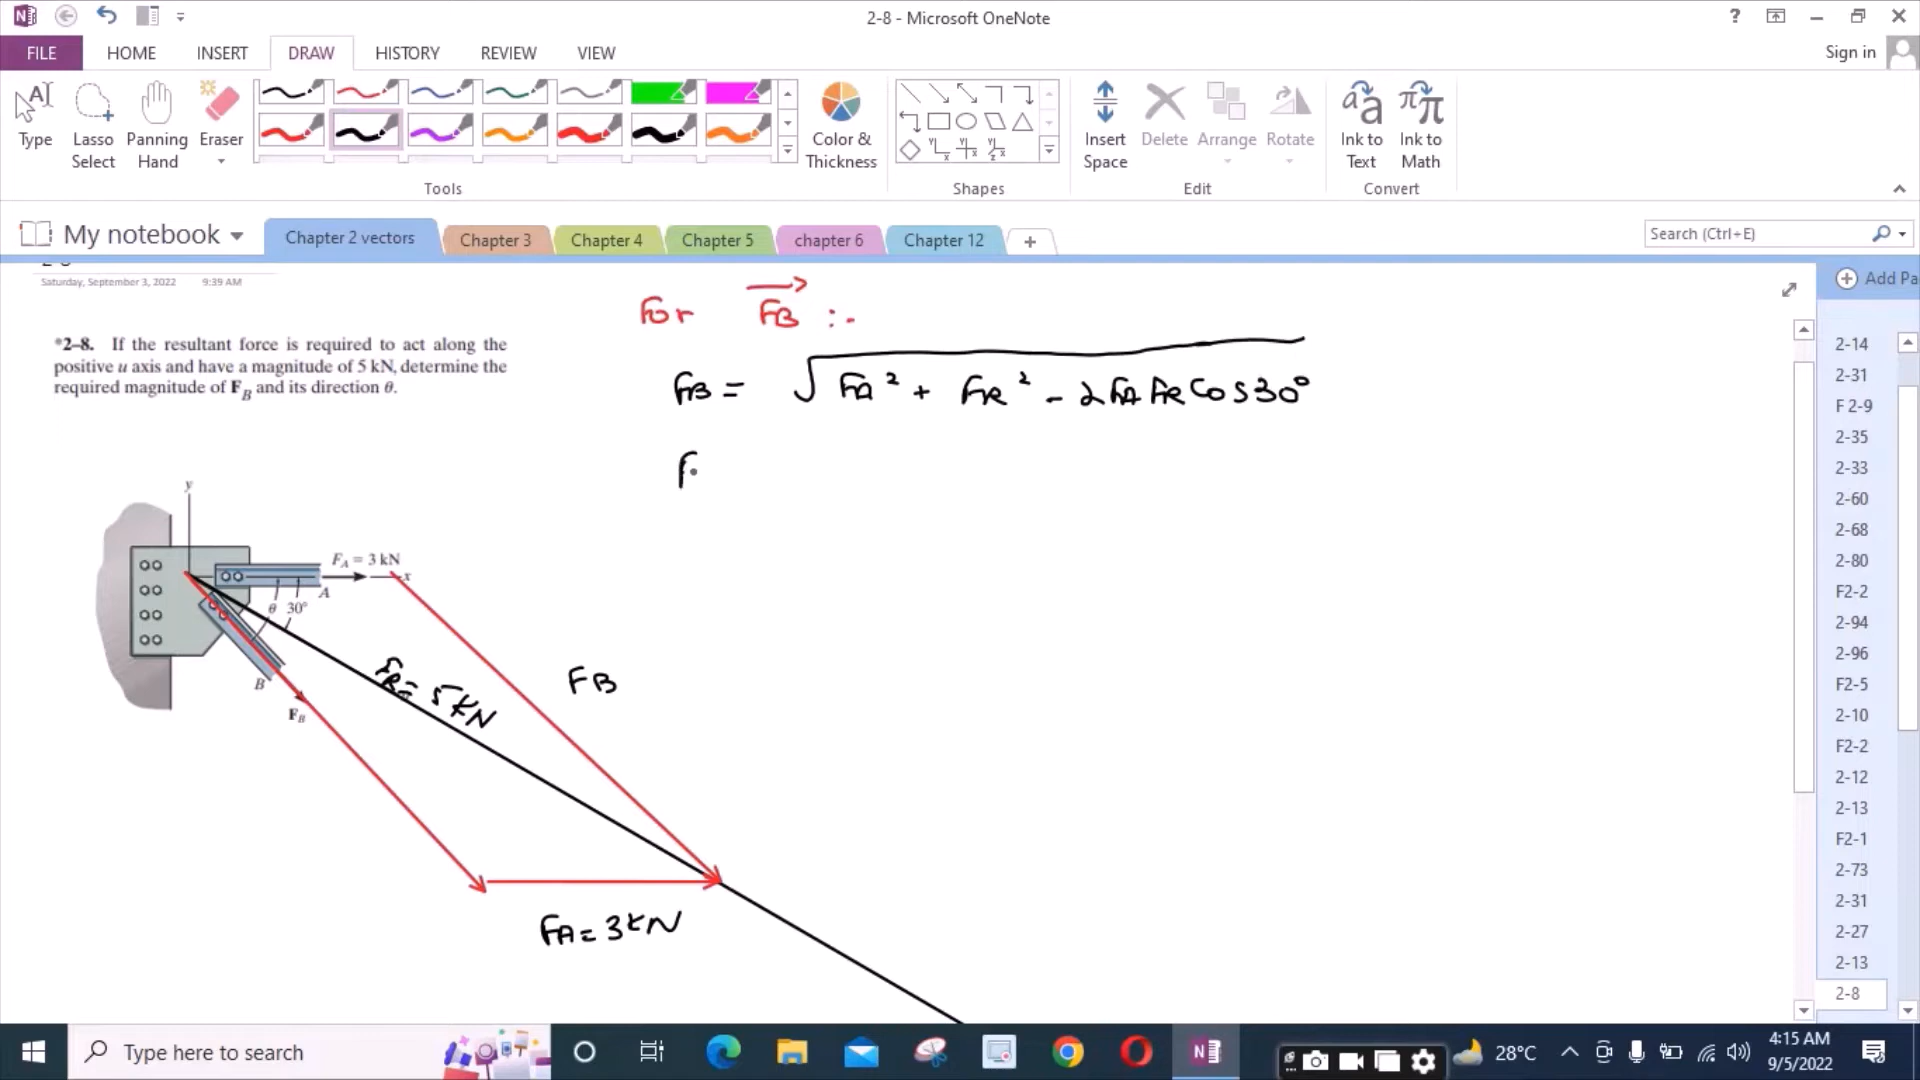 2-8 - Microsoft OneNote
?
FILE HOME INSERT DRAW HISTORY REVIEW VIEW
Sign in
Type
Lasso Select
Panning Hand
Eraser
Color & Thickness
Insert Space
Delete
Arrange
Rotate
Ink to Text
Ink to Math
Tools
Shapes
Edit
Convert
My notebook
Chapter 2 vectors
Chapter 3
Chapter 4
Chapter 5
chapter 6
Chapter 12
Search (Ctrl+E)
Saturday, September 3, 2022 9:39 AM
*2–8. If the resultant force is required to act along the
positive u axis and have a magnitude of 5 kN, determine the
required magnitude of F_B and its direction θ.
For FB :-
FB = √FA² + FR² - 2FA FR Cos30°
F
y
F_A = 3 kN
x
A
θ 30°
B
F_B
FR= 5KN
FB
FA= 3KN
Add Pa
2-14
2-31
F 2-9
2-35
2-33
2-60
2-68
2-80
F2-2
2-94
2-96
F2-5
2-10
F2-2
2-12
2-13
F2-1
2-73
2-31
2-27
2-13
2-8
Type here to search
28°C
4:15 AM
9/5/2022